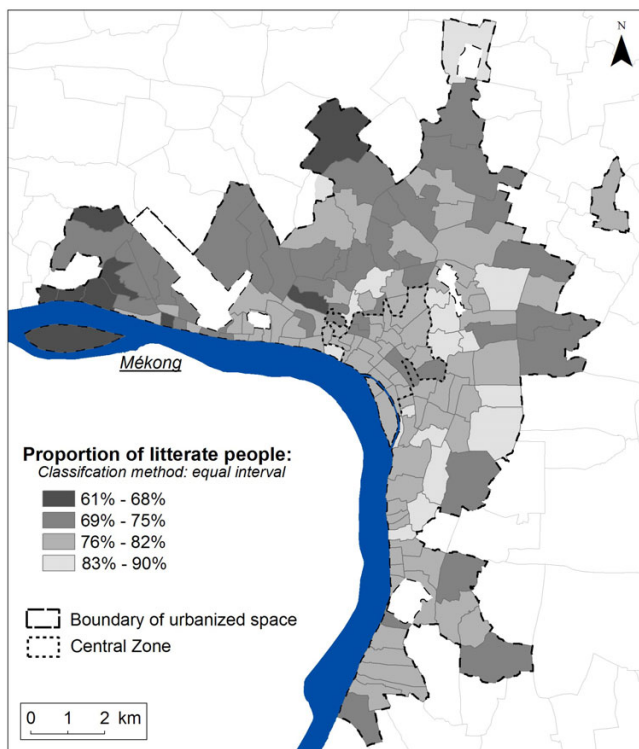 N
Mékong
Proportion of litterate people:
Classifcation method: equal interval
61% - 68%
69% - 75%
76% - 82%
83% - 90%
Boundary of urbanized space
Central Zone
0 1 2 km